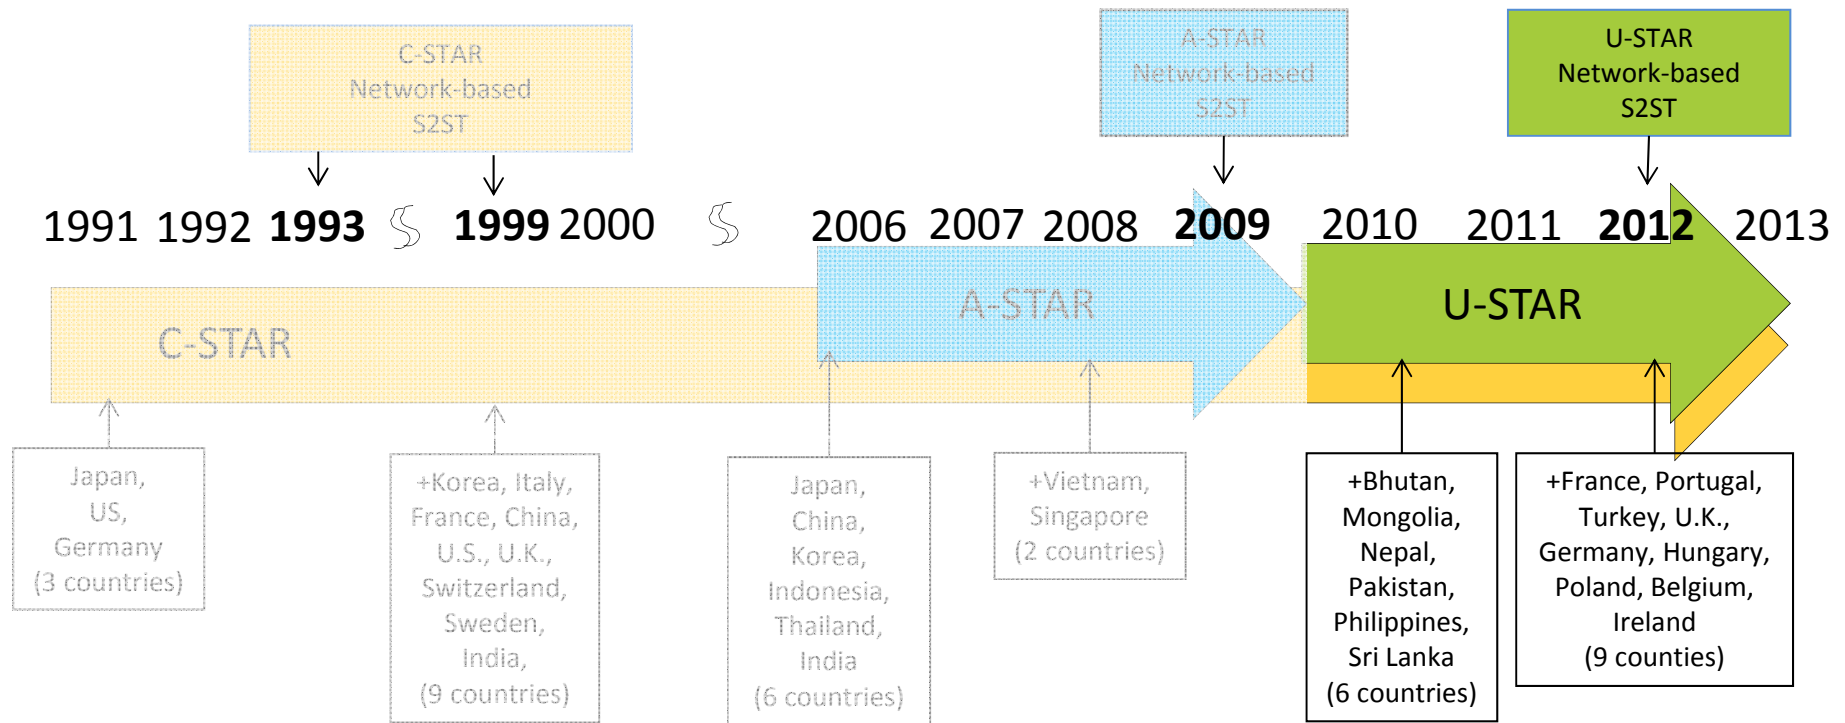 C-STAR
Network-based
S2ST
A-STAR
Network-based
S2ST
U-STAR
Network-based
S2ST
1991 1992 1993 1999 2000 2006 2007 2008 2009 2010 2011 2012 2013
C-STAR
A-STAR
U-STAR
Japan,
US,
Germany
(3 countries)
+Korea, Italy,
France, China,
U.S., U.K.,
Switzerland,
Sweden,
India,
(9 countries)
Japan,
China,
Korea,
Indonesia,
Thailand,
India
(6 countries)
+Vietnam,
Singapore
(2 countries)
+Bhutan,
Mongolia,
Nepal,
Pakistan,
Philippines,
Sri Lanka
(6 countries)
+France, Portugal,
Turkey, U.K.,
Germany, Hungary,
Poland, Belgium,
Ireland
(9 counties)